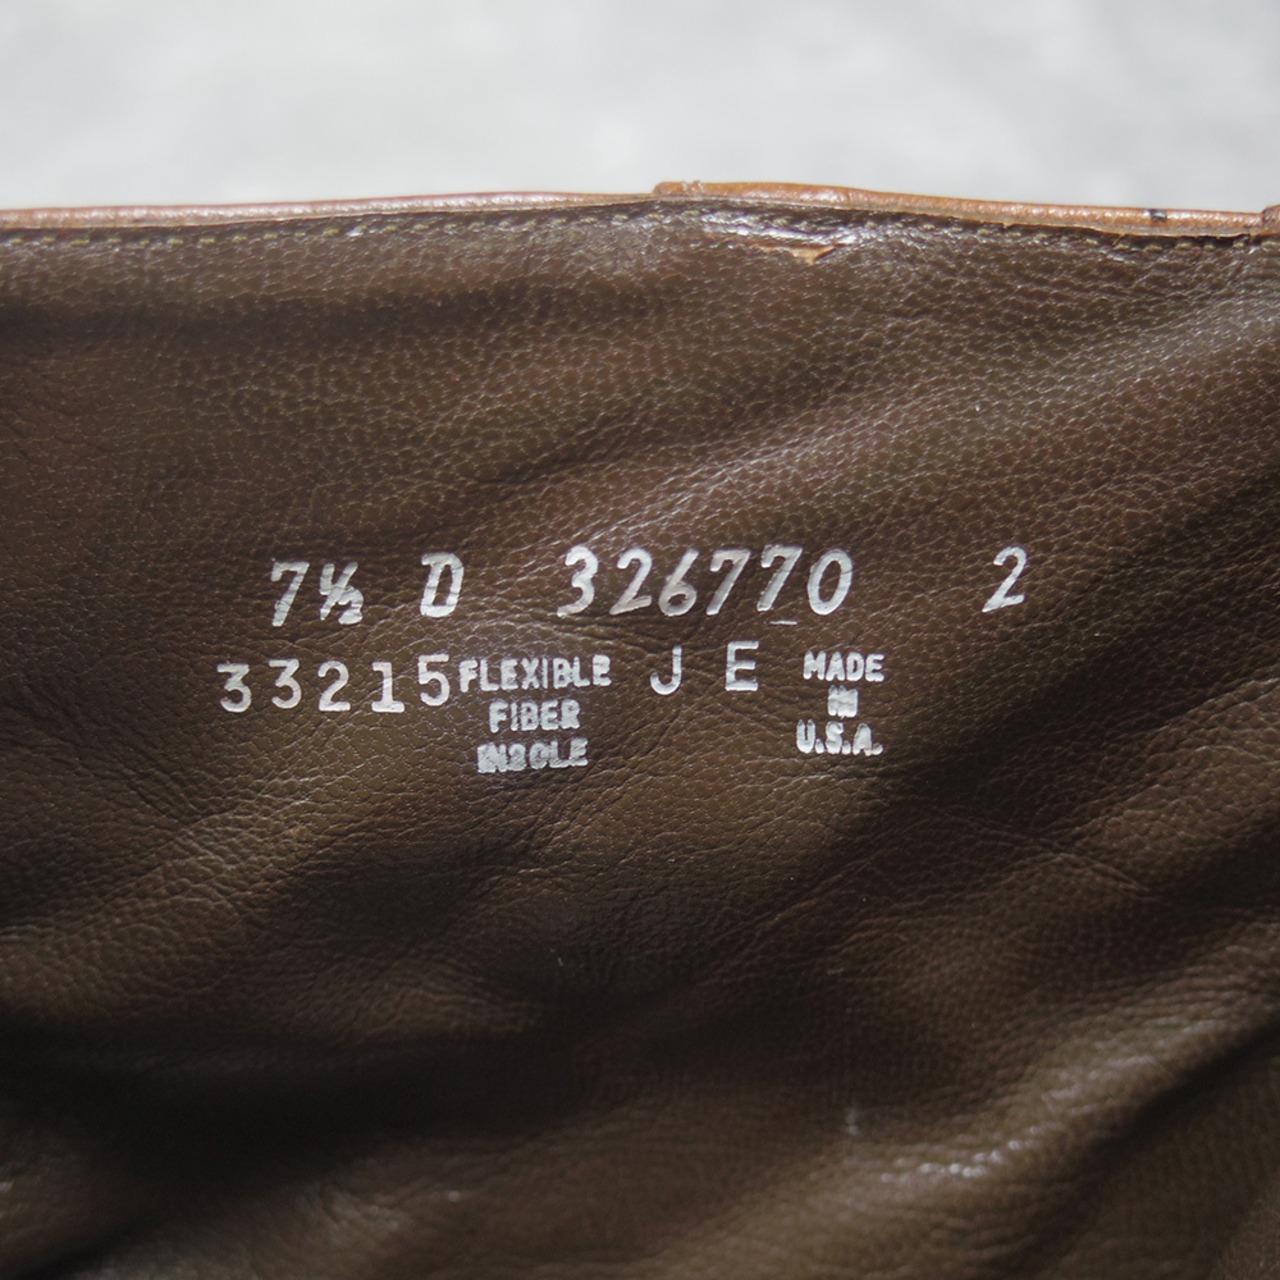 7½ D 326770 2
33215 FLEXIBLE FIBER INSOLE J E MADE IN U.S.A.